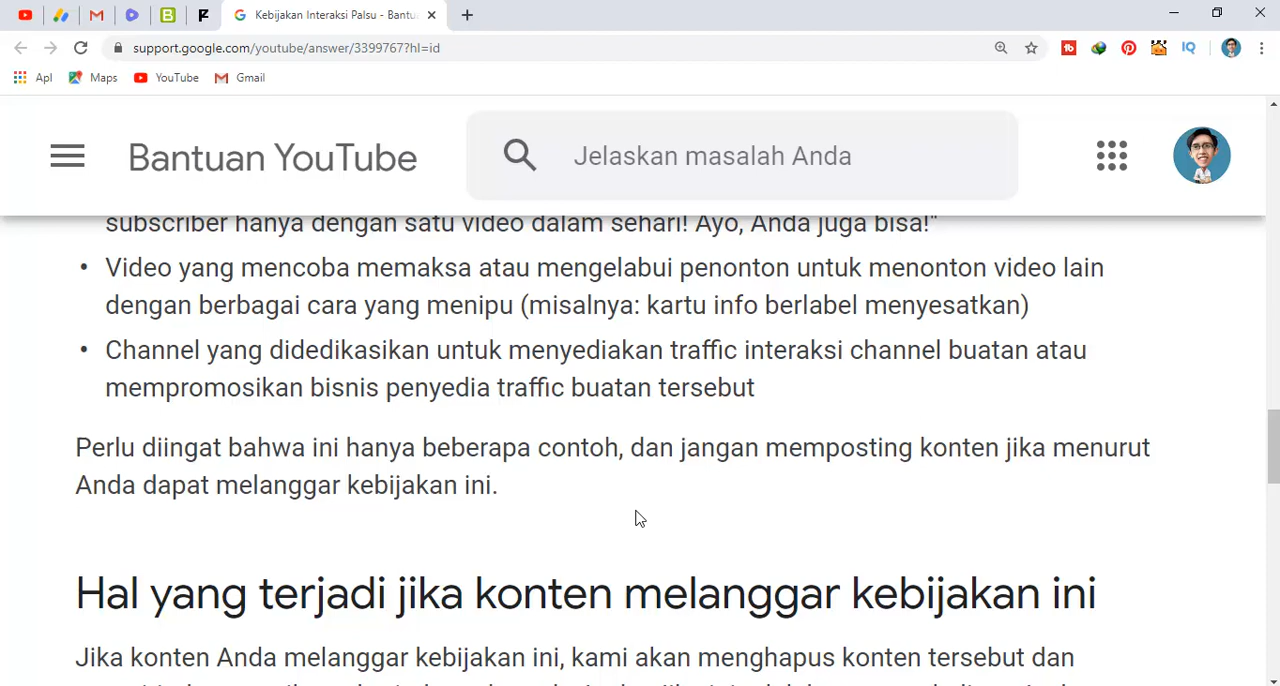 Kebijakan Interaksi Palsu - Bantu
support.google.com/youtube/answer/3399767?hl=id
Apl Maps YouTube Gmail
Bantuan YouTube
Jelaskan masalah Anda
subscriber hanya dengan satu video dalam sehari! Ayo, Anda juga bisa!"
• Video yang mencoba memaksa atau mengelabui penonton untuk menonton video lain
dengan berbagai cara yang menipu (misalnya: kartu info berlabel menyesatkan)
• Channel yang didedikasikan untuk menyediakan traffic interaksi channel buatan atau
mempromosikan bisnis penyedia traffic buatan tersebut
Perlu diingat bahwa ini hanya beberapa contoh, dan jangan memposting konten jika menurut
Anda dapat melanggar kebijakan ini.
Hal yang terjadi jika konten melanggar kebijakan ini
Jika konten Anda melanggar kebijakan ini, kami akan menghapus konten tersebut dan